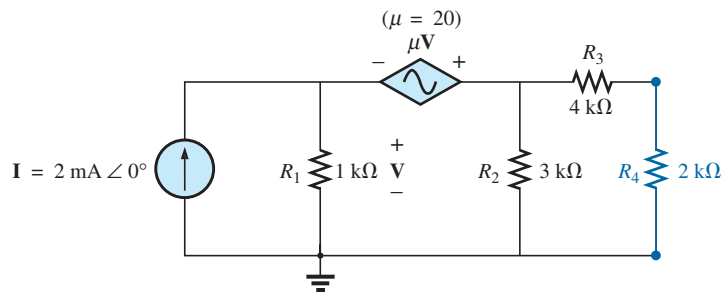 (μ = 20)
μV
– +
R3
4 kΩ
I = 2 mA ∠ 0°
R1 1 kΩ
+
V
–
R2 3 kΩ
R4 2 kΩ